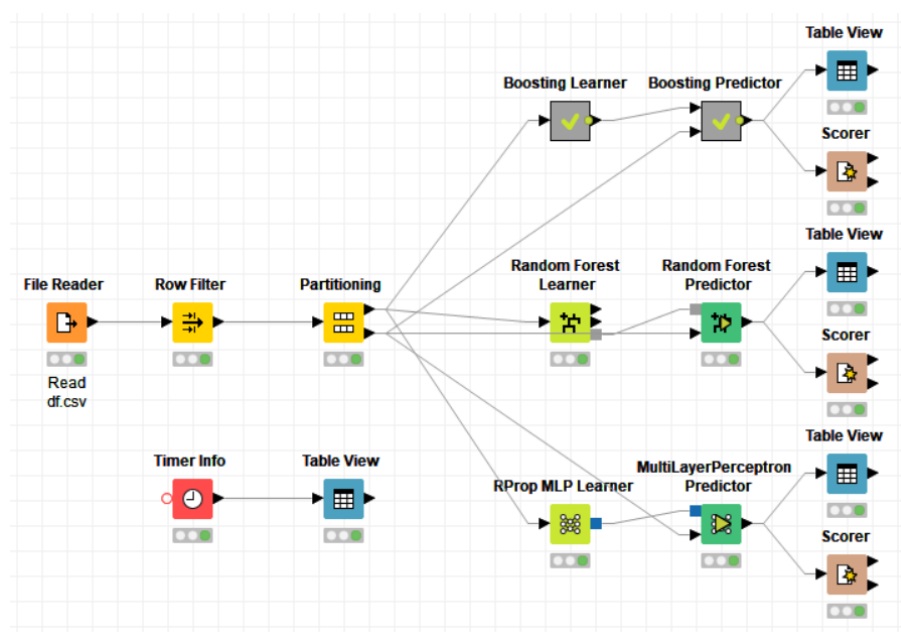 Table View
Boosting Learner
Boosting Predictor
Scorer
Table View
File Reader
Row Filter
Partitioning
Random Forest
Learner
Random Forest
Predictor
Scorer
Read
df.csv
Table View
Timer Info
Table View
RProp MLP Learner
MultiLayerPerceptron
Predictor
Scorer